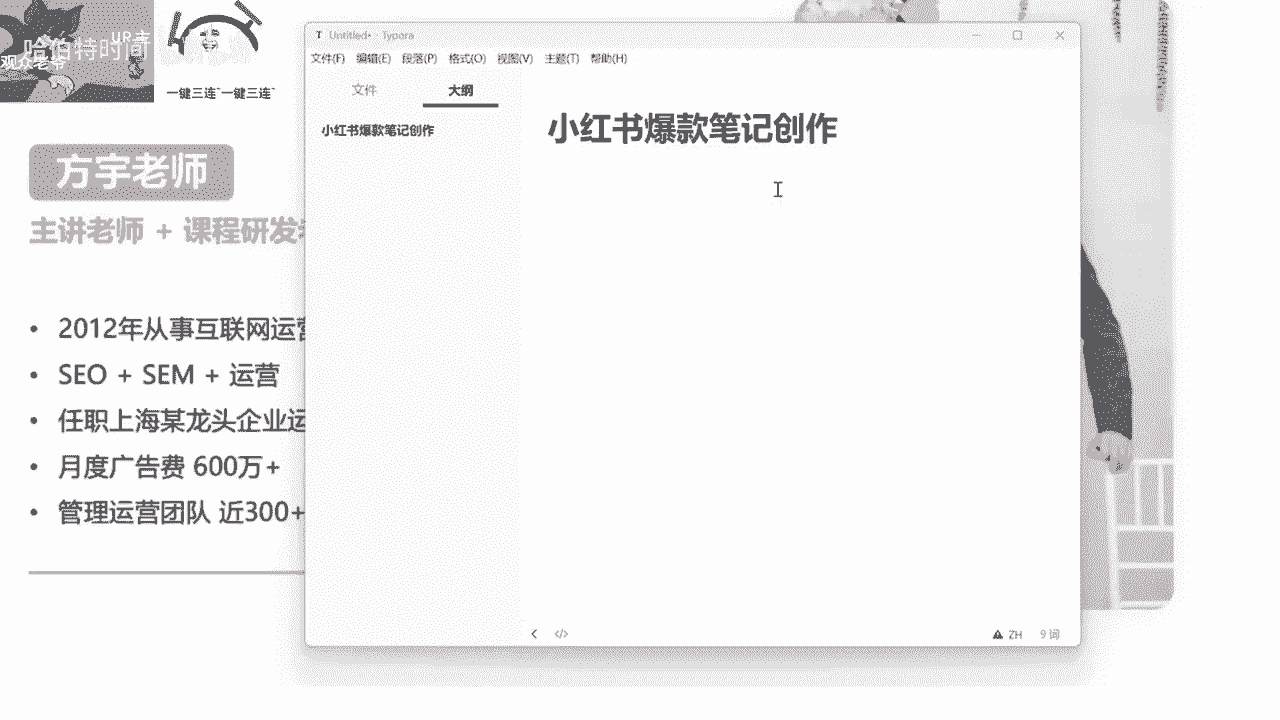 哈伯特时间
UP主
观众老爷
一键三连~一键三连~
方宇老师
主讲老师 + 课程研发
2012年从事互联网运营
SEO + SEM + 运营
任职上海某龙头企业运
月度广告费 600万+
管理运营团队 近300+
T Untitled• Typora
文件(F) 编辑(E) 段落(P) 格式(O) 视图(V) 主题(T) 帮助(H)
文件 大纲
小红书爆款笔记创作
小红书爆款笔记创作
ZH 9 词